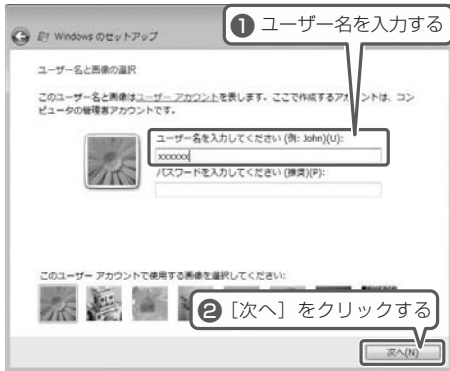 ❶ ユーザー名を入力する
Windows のセットアップ
ユーザー名と画像の選択
このユーザー名と画像はユーザー アカウントを表します。ここで作成するアカウントは、コン
ピュータの管理者アカウントです。
ユーザー名を入力してください (例: John)(U):
xxxxxx
パスワードを入力してください (推奨)(P):
このユーザー アカウントで使用する画像を選択してください:
❷ [次へ] をクリックする
次へ(N)